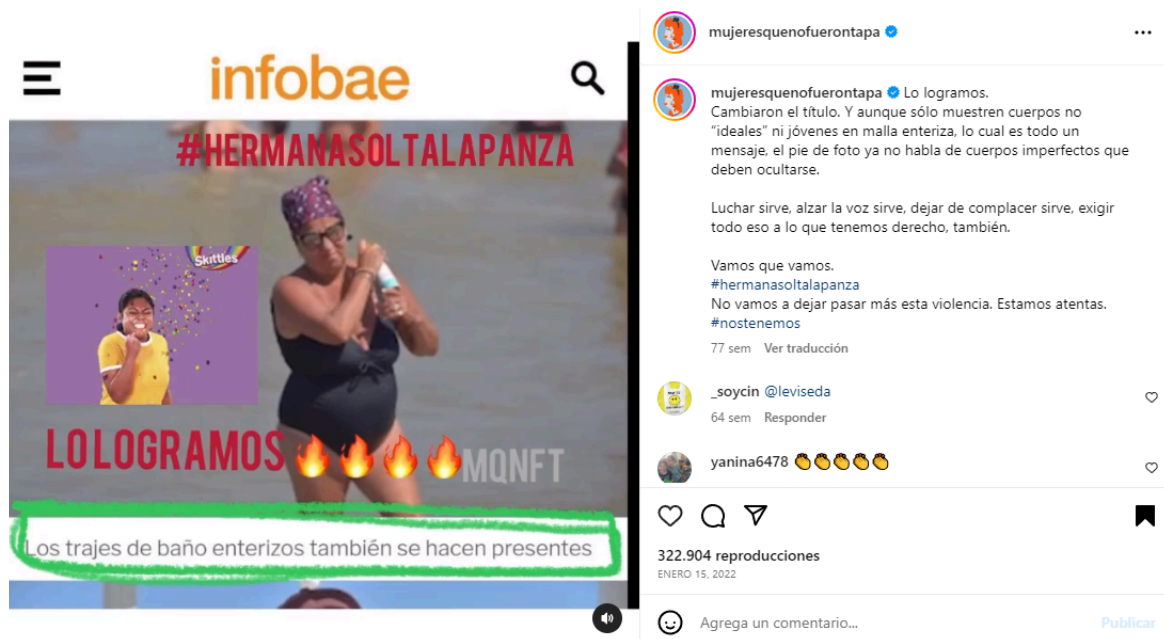 infobae
#HERMANASOLTALAPANZA
Skittles
LO LOGRAMOS 🔥🔥🔥🔥MQNFT
Los trajes de baño enterizos también se hacen presentes
mujeresquenofuerontapa
mujeresquenofuerontapa Lo logramos.
Cambiaron el título. Y aunque sólo muestren cuerpos no
“ideales” ni jóvenes en malla enteriza, lo cual es todo un
mensaje, el pie de foto ya no habla de cuerpos imperfectos que
deben ocultarse.
Luchar sirve, alzar la voz sirve, dejar de complacer sirve, exigir
todo eso a lo que tenemos derecho, también.
Vamos que vamos.
#hermanasoltalapanza
No vamos a dejar pasar más esta violencia. Estamos atentas.
#nostenemos
77 sem Ver traducción
_soycin @leviseda
64 sem Responder
yanina6478 👏👏👏👏👏
322.904 reproducciones
ENERO 15, 2022
Agrega un comentario...
Publicar